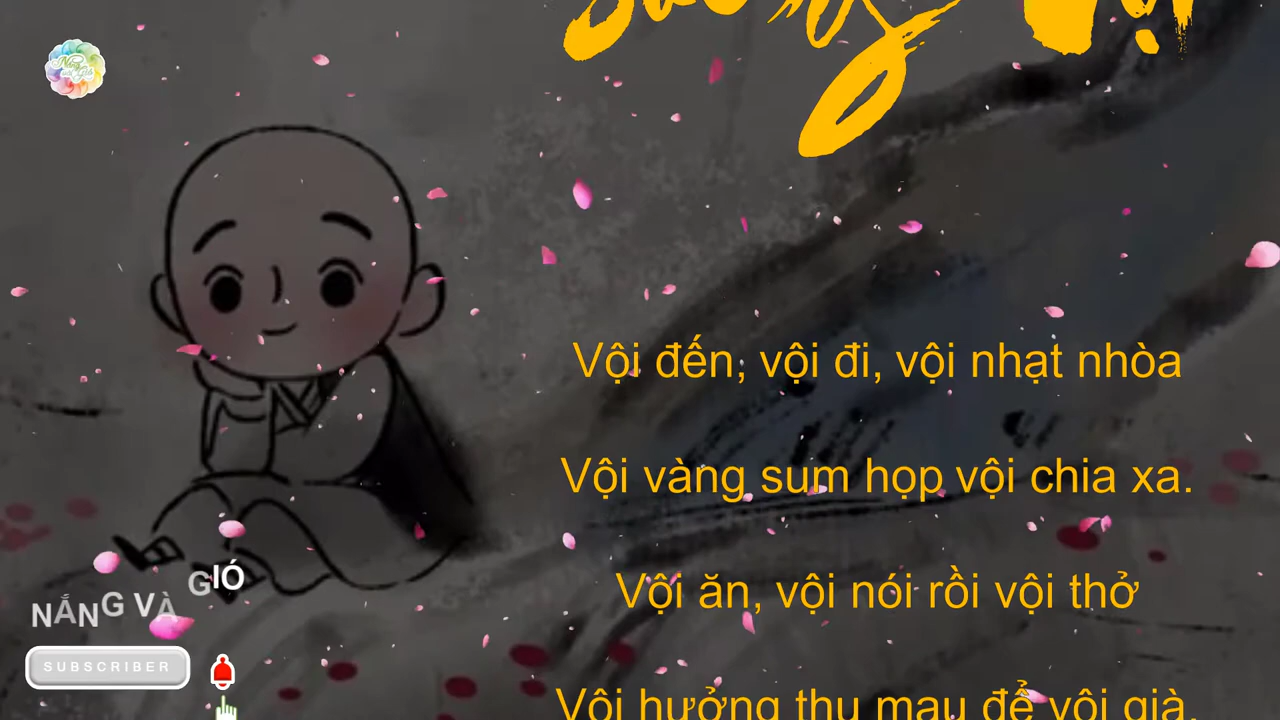 Vội đến, vội đi, vội nhạt nhòa
Vội vàng sum họp vội chia xa.
Vội ăn, vội nói rồi vội thở
Vội hưởng thụ mau để vội già.
NẮNG VÀ GIÓ
SUBSCRIBER